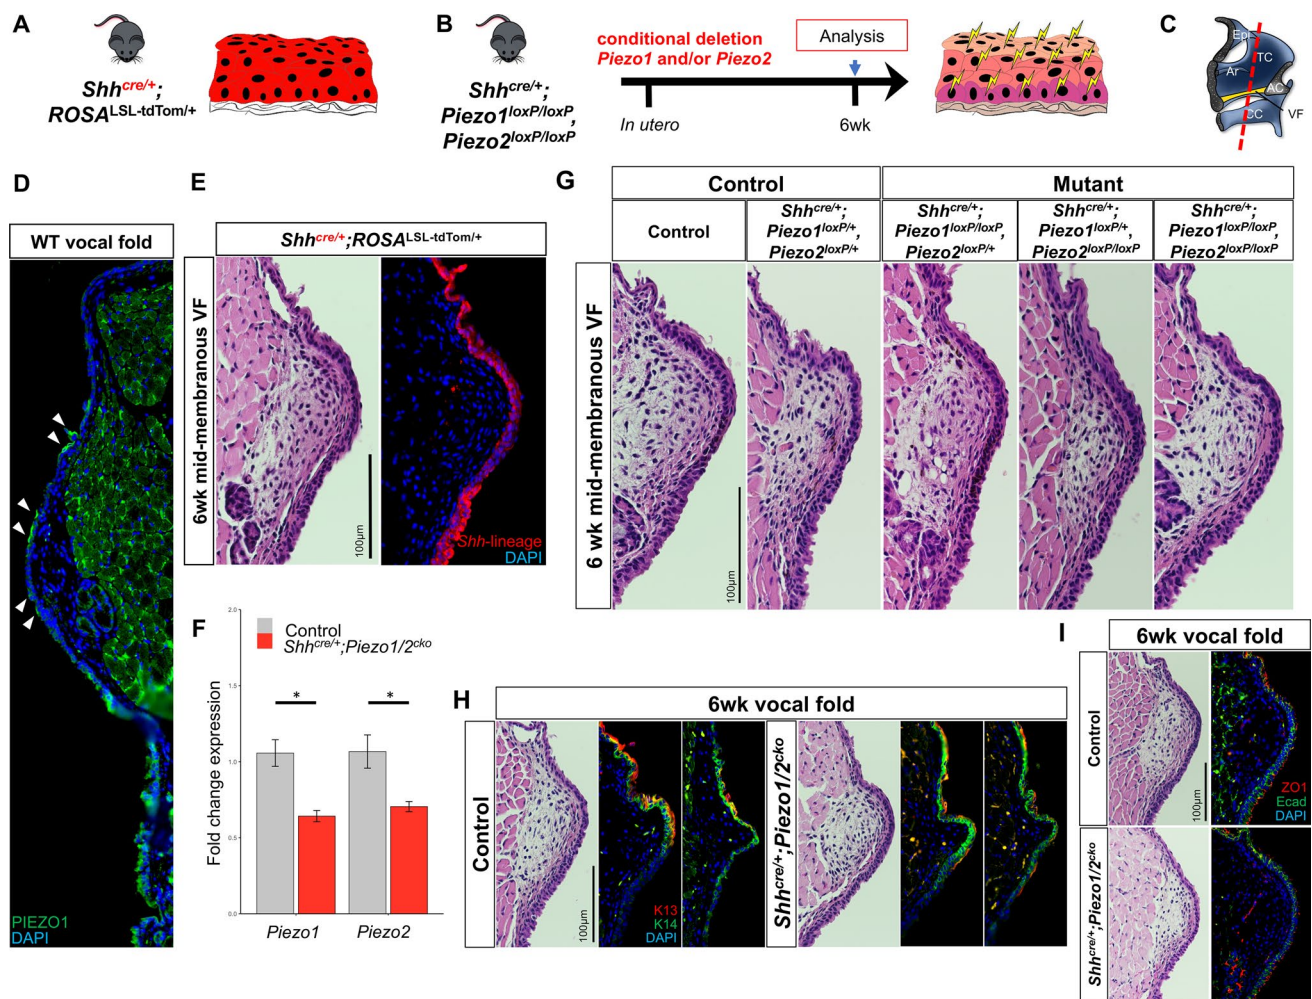 A
Shh^cre/+;
ROSA^LSL-tdTom/+
B
Shh^cre/+;
Piezo1^loxP/loxP,
Piezo2^loxP/loxP
conditional deletion
Piezo1 and/or Piezo2
Analysis
In utero
6wk
C
Epi
TC
Ar
AC
CC
VF
D
WT vocal fold
PIEZO1
DAPI
E
Shh^cre/+;ROSA^LSL-tdTom/+
6wk mid-membranous VF
100µm
Shh-lineage
DAPI
F
Control
Shh^cre/+;Piezo1/2^cko
Fold change expression
2.0
1.5
1.0
0.5
0.0
*
*
Piezo1
Piezo2
G
Control
Mutant
Control
Shh^cre/+;
Piezo1^loxP/+,
Piezo2^loxP/+
Shh^cre/+;
Piezo1^loxP/loxP,
Piezo2^loxP/+
Shh^cre/+;
Piezo1^loxP/+,
Piezo2^loxP/loxP
Shh^cre/+;
Piezo1^loxP/loxP,
Piezo2^loxP/loxP
6 wk mid-membranous VF
100µm
H
6wk vocal fold
Control
100µm
K13
K14
DAPI
Shh^cre/+;Piezo1/2^cko
I
6wk vocal fold
Control
100µm
ZO1
Ecad
DAPI
Shh^cre/+;Piezo1/2^cko